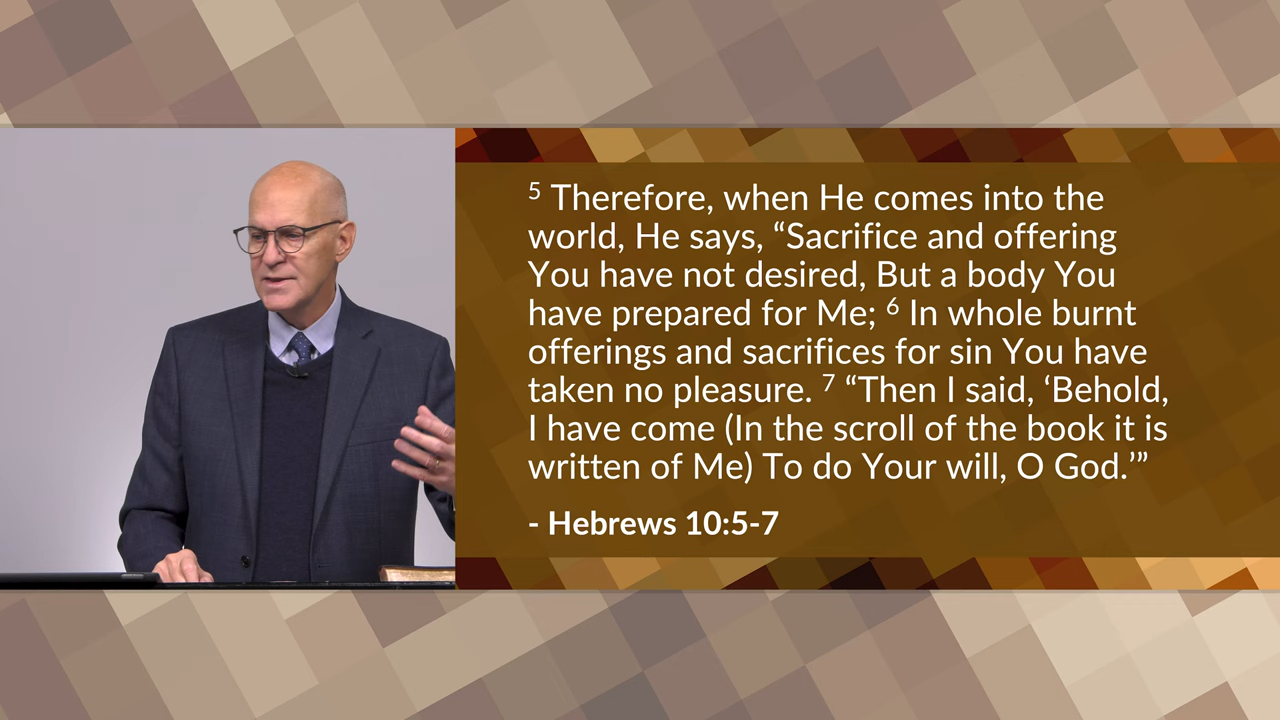 5 Therefore, when He comes into the
world, He says, “Sacrifice and offering
You have not desired, But a body You
have prepared for Me; 6 In whole burnt
offerings and sacrifices for sin You have
taken no pleasure. 7 “Then I said, ‘Behold,
I have come (In the scroll of the book it is
written of Me) To do Your will, O God.’”
- Hebrews 10:5-7